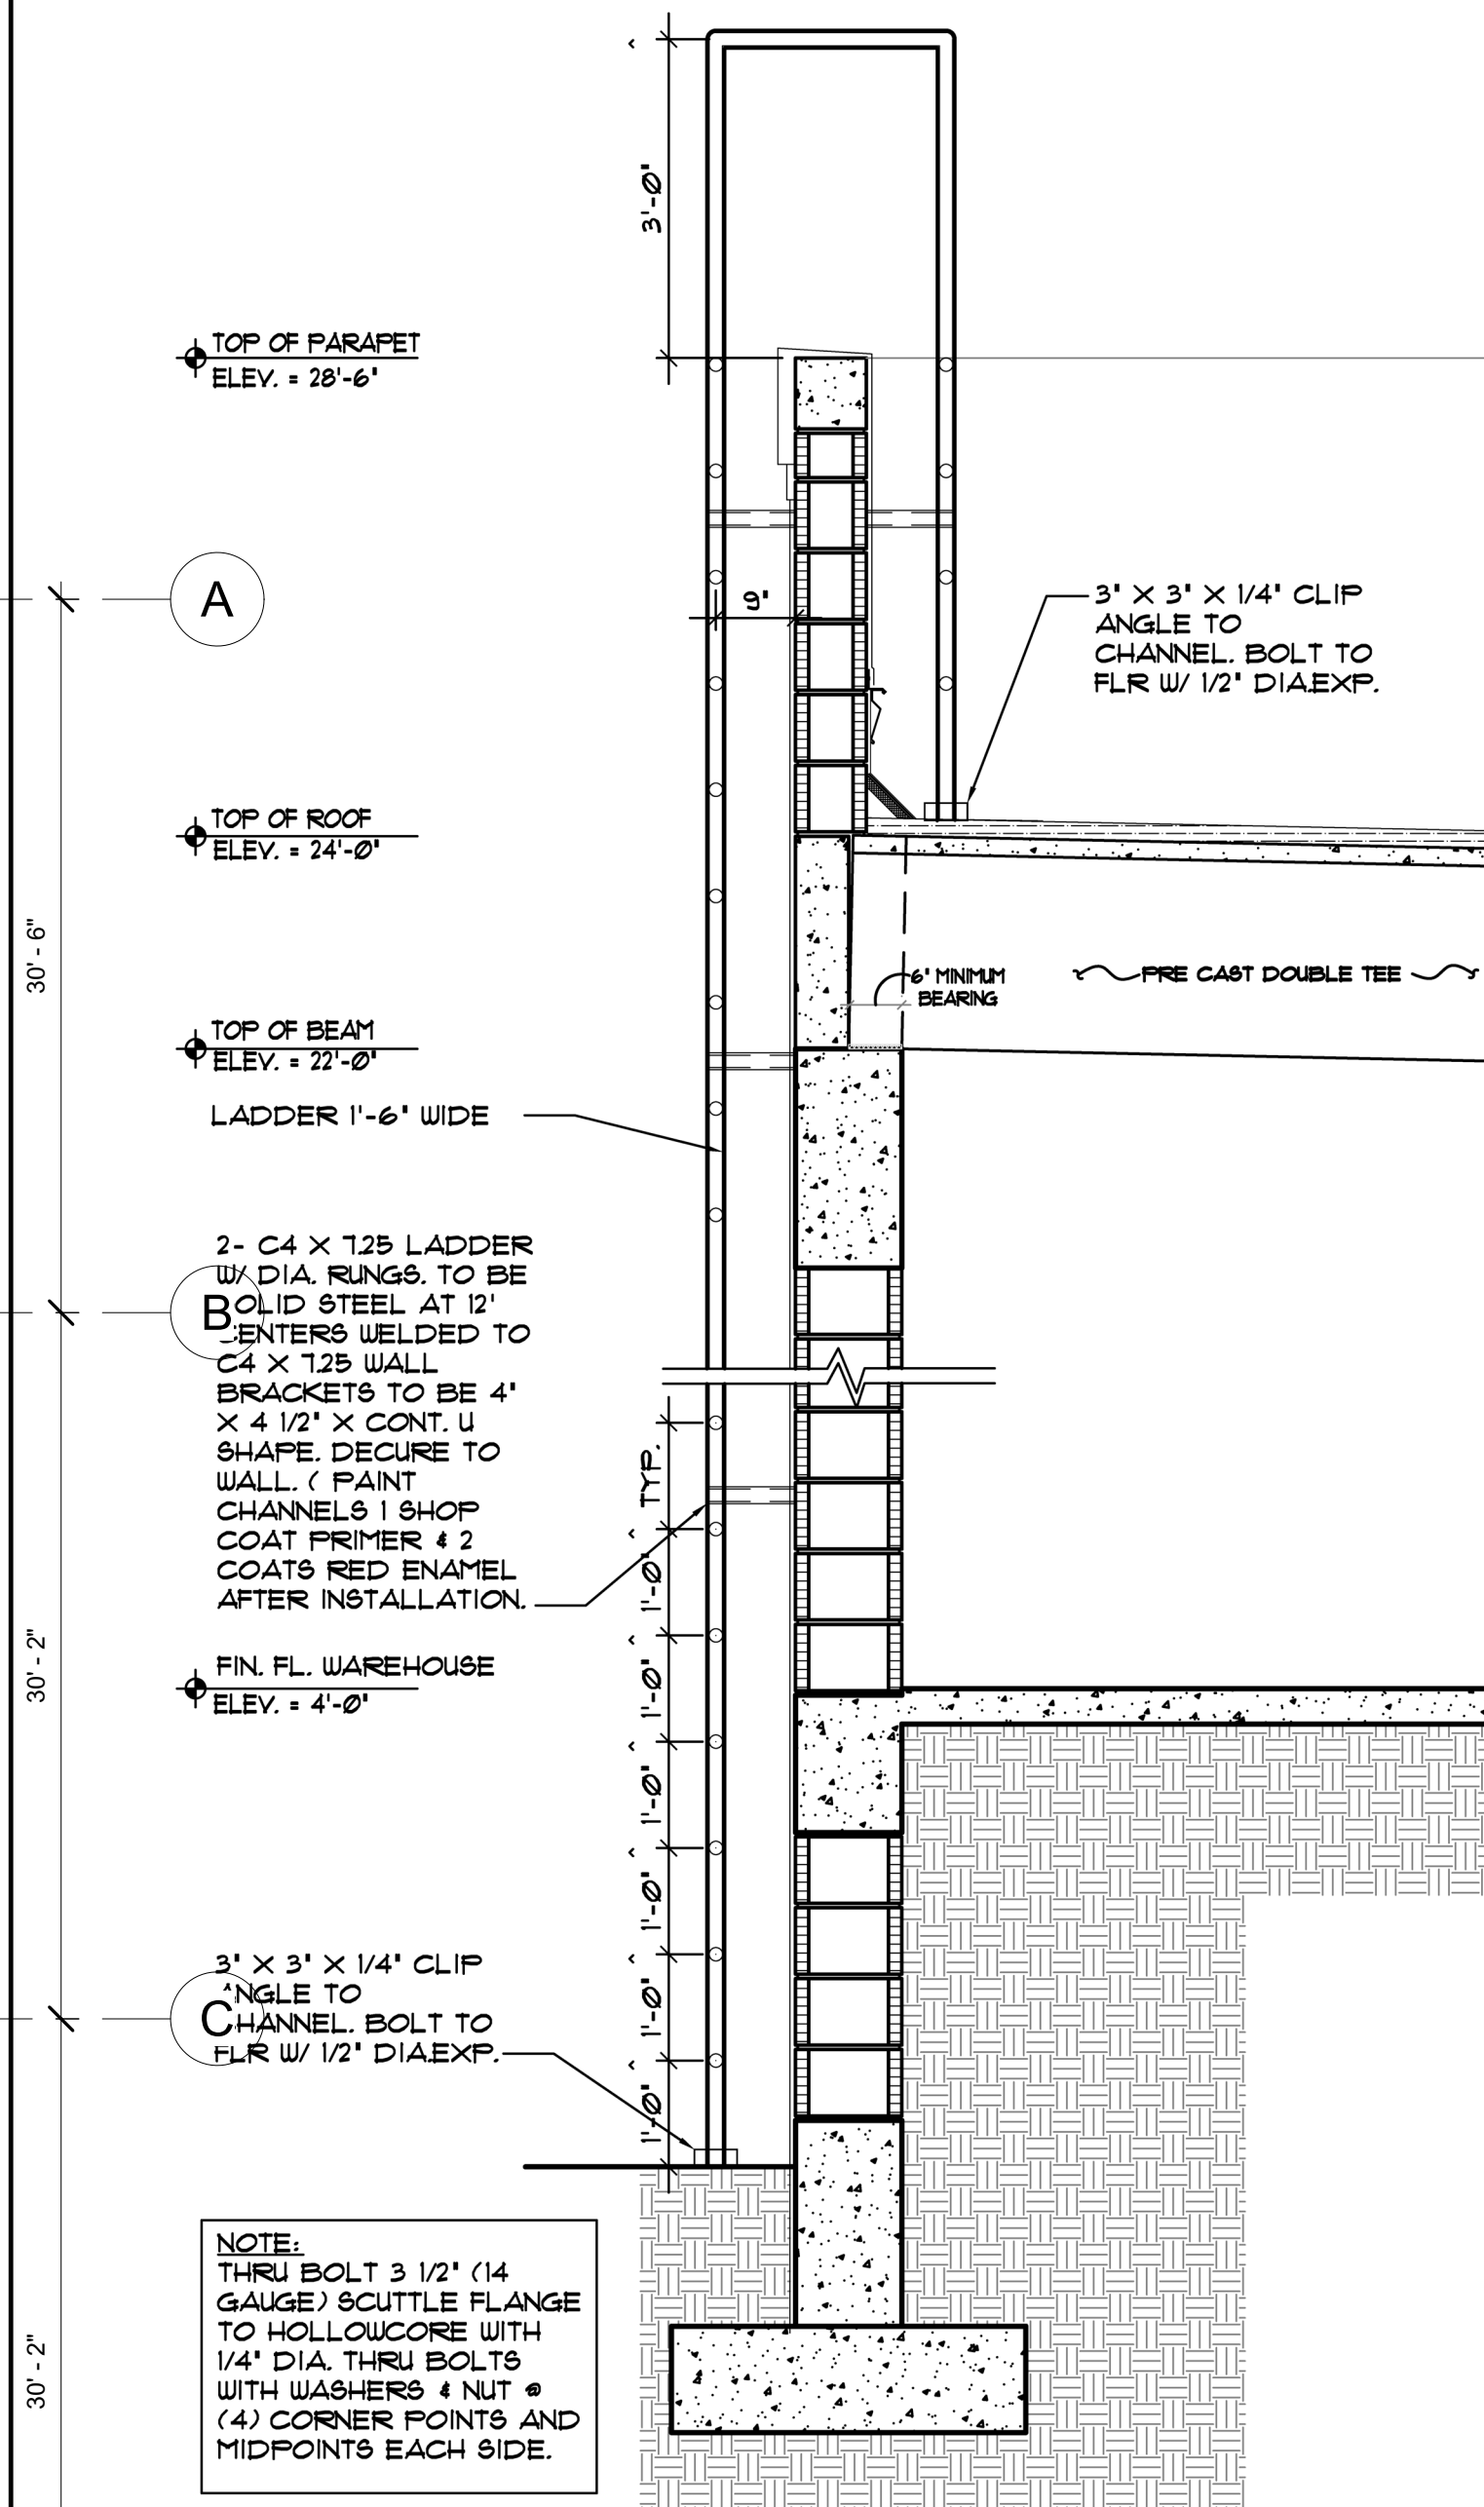 3'-0"
TOP OF PARAPET
ELEV. = 28'-6"
A
9"
3" X 3" X 1/4" CLIP
ANGLE TO
CHANNEL. BOLT TO
FLR W/ 1/2" DIA.EXP.
TOP OF ROOF
ELEV. = 24'-0"
30' - 6"
6" MINIMUM
BEARING
PRE CAST DOUBLE TEE
TOP OF BEAM
ELEV. = 22'-0"
LADDER 1'-6" WIDE
2- C4 X 7.25 LADDER
W/ DIA. RUNGS. TO BE
SOLID STEEL AT 12"
CENTERS WELDED TO
C4 X 7.25 WALL
BRACKETS TO BE 4"
X 4 1/2" X CONT. U
SHAPE. DECURE TO
WALL. ( PAINT
CHANNELS 1 SHOP
COAT PRIMER & 2
COATS RED ENAMEL
AFTER INSTALLATION.
B
TYP.
1'-0"
1'-0"
1'-0"
1'-0"
1'-0"
1'-0"
30' - 2"
FIN. FL. WAREHOUSE
ELEV. = 4'-0"
3" X 3" X 1/4" CLIP
ANGLE TO
CHANNEL. BOLT TO
FLR W/ 1/2" DIA.EXP.
C
NOTE:
THRU BOLT 3 1/2" (14
GAUGE) SCUTTLE FLANGE
TO HOLLOWCORE WITH
1/4" DIA. THRU BOLTS
WITH WASHERS & NUT @
(4) CORNER POINTS AND
MIDPOINTS EACH SIDE.
30' - 2"